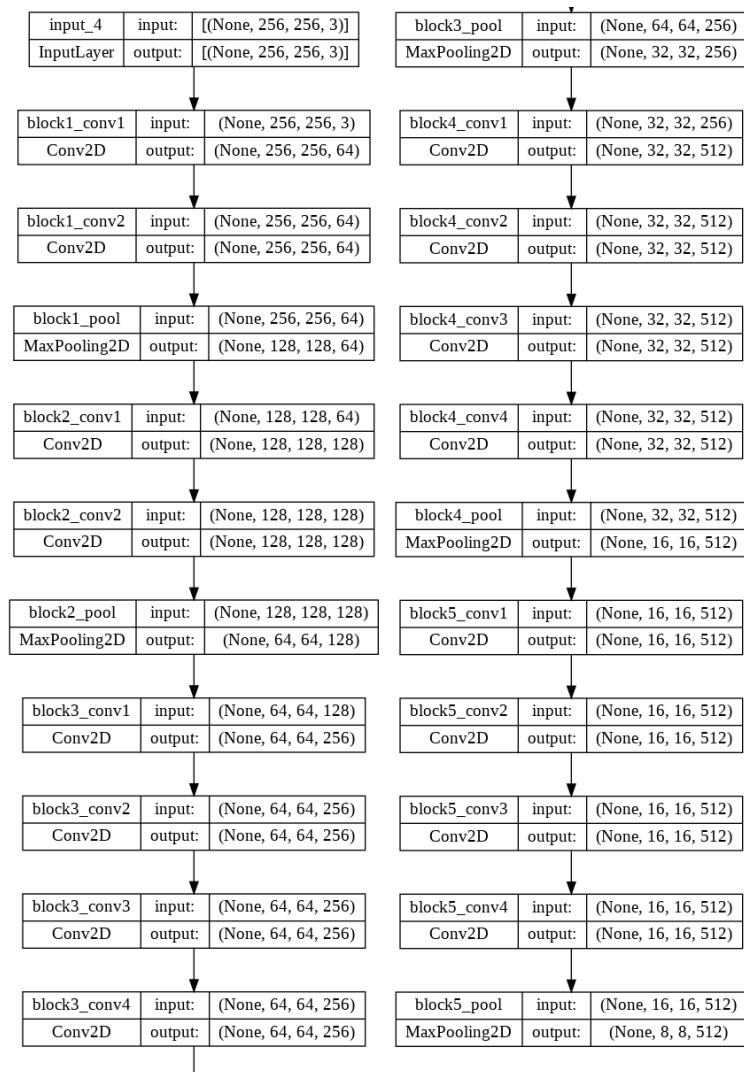 input_4 input: [(None, 256, 256, 3)]
InputLayer output: [(None, 256, 256, 3)]
block1_conv1 input: (None, 256, 256, 3)
Conv2D output: (None, 256, 256, 64)
block1_conv2 input: (None, 256, 256, 64)
Conv2D output: (None, 256, 256, 64)
block1_pool input: (None, 256, 256, 64)
MaxPooling2D output: (None, 128, 128, 64)
block2_conv1 input: (None, 128, 128, 64)
Conv2D output: (None, 128, 128, 128)
block2_conv2 input: (None, 128, 128, 128)
Conv2D output: (None, 128, 128, 128)
block2_pool input: (None, 128, 128, 128)
MaxPooling2D output: (None, 64, 64, 128)
block3_conv1 input: (None, 64, 64, 128)
Conv2D output: (None, 64, 64, 256)
block3_conv2 input: (None, 64, 64, 256)
Conv2D output: (None, 64, 64, 256)
block3_conv3 input: (None, 64, 64, 256)
Conv2D output: (None, 64, 64, 256)
block3_conv4 input: (None, 64, 64, 256)
Conv2D output: (None, 64, 64, 256)
block3_pool input: (None, 64, 64, 256)
MaxPooling2D output: (None, 32, 32, 256)
block4_conv1 input: (None, 32, 32, 256)
Conv2D output: (None, 32, 32, 512)
block4_conv2 input: (None, 32, 32, 512)
Conv2D output: (None, 32, 32, 512)
block4_conv3 input: (None, 32, 32, 512)
Conv2D output: (None, 32, 32, 512)
block4_conv4 input: (None, 32, 32, 512)
Conv2D output: (None, 32, 32, 512)
block4_pool input: (None, 32, 32, 512)
MaxPooling2D output: (None, 16, 16, 512)
block5_conv1 input: (None, 16, 16, 512)
Conv2D output: (None, 16, 16, 512)
block5_conv2 input: (None, 16, 16, 512)
Conv2D output: (None, 16, 16, 512)
block5_conv3 input: (None, 16, 16, 512)
Conv2D output: (None, 16, 16, 512)
block5_conv4 input: (None, 16, 16, 512)
Conv2D output: (None, 16, 16, 512)
block5_pool input: (None, 16, 16, 512)
MaxPooling2D output: (None, 8, 8, 512)